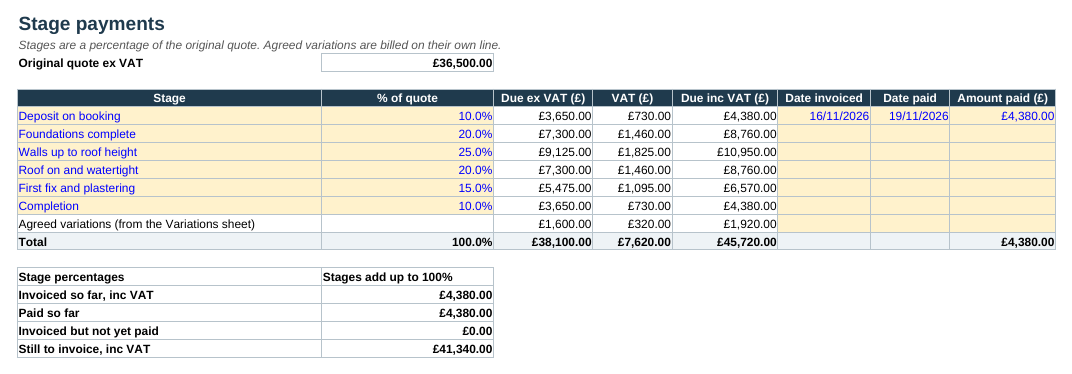 Stage payments
Stages are a percentage of the original quote. Agreed variations are billed on their own line.
Original quote ex VAT £36,500.00
Stage % of quote Due ex VAT (£) VAT (£) Due inc VAT (£) Date invoiced Date paid Amount paid (£)
Deposit on booking 10.0% £3,650.00 £730.00 £4,380.00 16/11/2026 19/11/2026 £4,380.00
Foundations complete 20.0% £7,300.00 £1,460.00 £8,760.00
Walls up to roof height 25.0% £9,125.00 £1,825.00 £10,950.00
Roof on and watertight 20.0% £7,300.00 £1,460.00 £8,760.00
First fix and plastering 15.0% £5,475.00 £1,095.00 £6,570.00
Completion 10.0% £3,650.00 £730.00 £4,380.00
Agreed variations (from the Variations sheet) £1,600.00 £320.00 £1,920.00
Total 100.0% £38,100.00 £7,620.00 £45,720.00 £4,380.00
Stage percentages Stages add up to 100%
Invoiced so far, inc VAT £4,380.00
Paid so far £4,380.00
Invoiced but not yet paid £0.00
Still to invoice, inc VAT £41,340.00